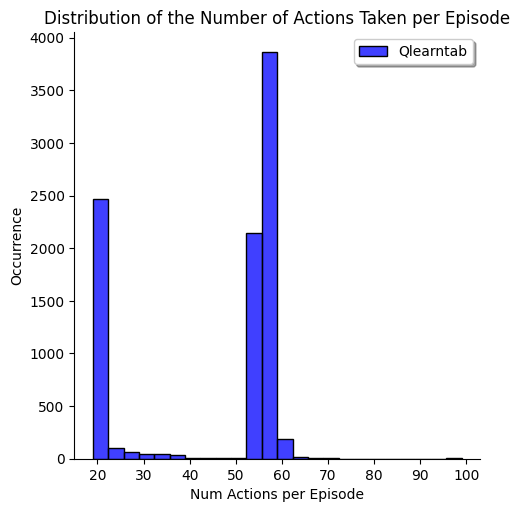 Distribution of the Number of Actions Taken per Episode
Qlearntab
Occurrence
4000
3500
3000
2500
2000
1500
1000
500
0
20 30 40 50 60 70 80 90 100
Num Actions per Episode